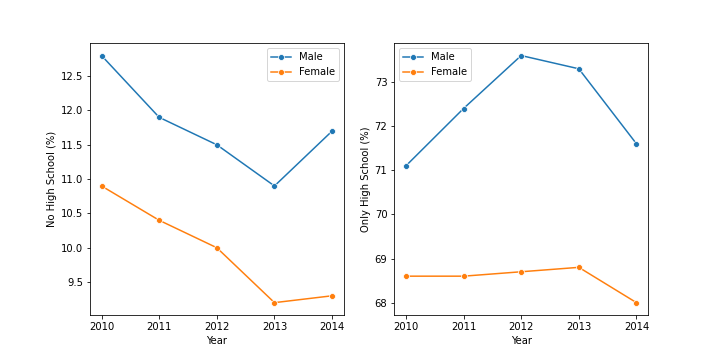 No High School (%)
12.5
12.0
11.5
11.0
10.5
10.0
9.5
Male
Female
2010 2011 2012 2013 2014
Year
Only High School (%)
73
72
71
70
69
68
Male
Female
2010 2011 2012 2013 2014
Year